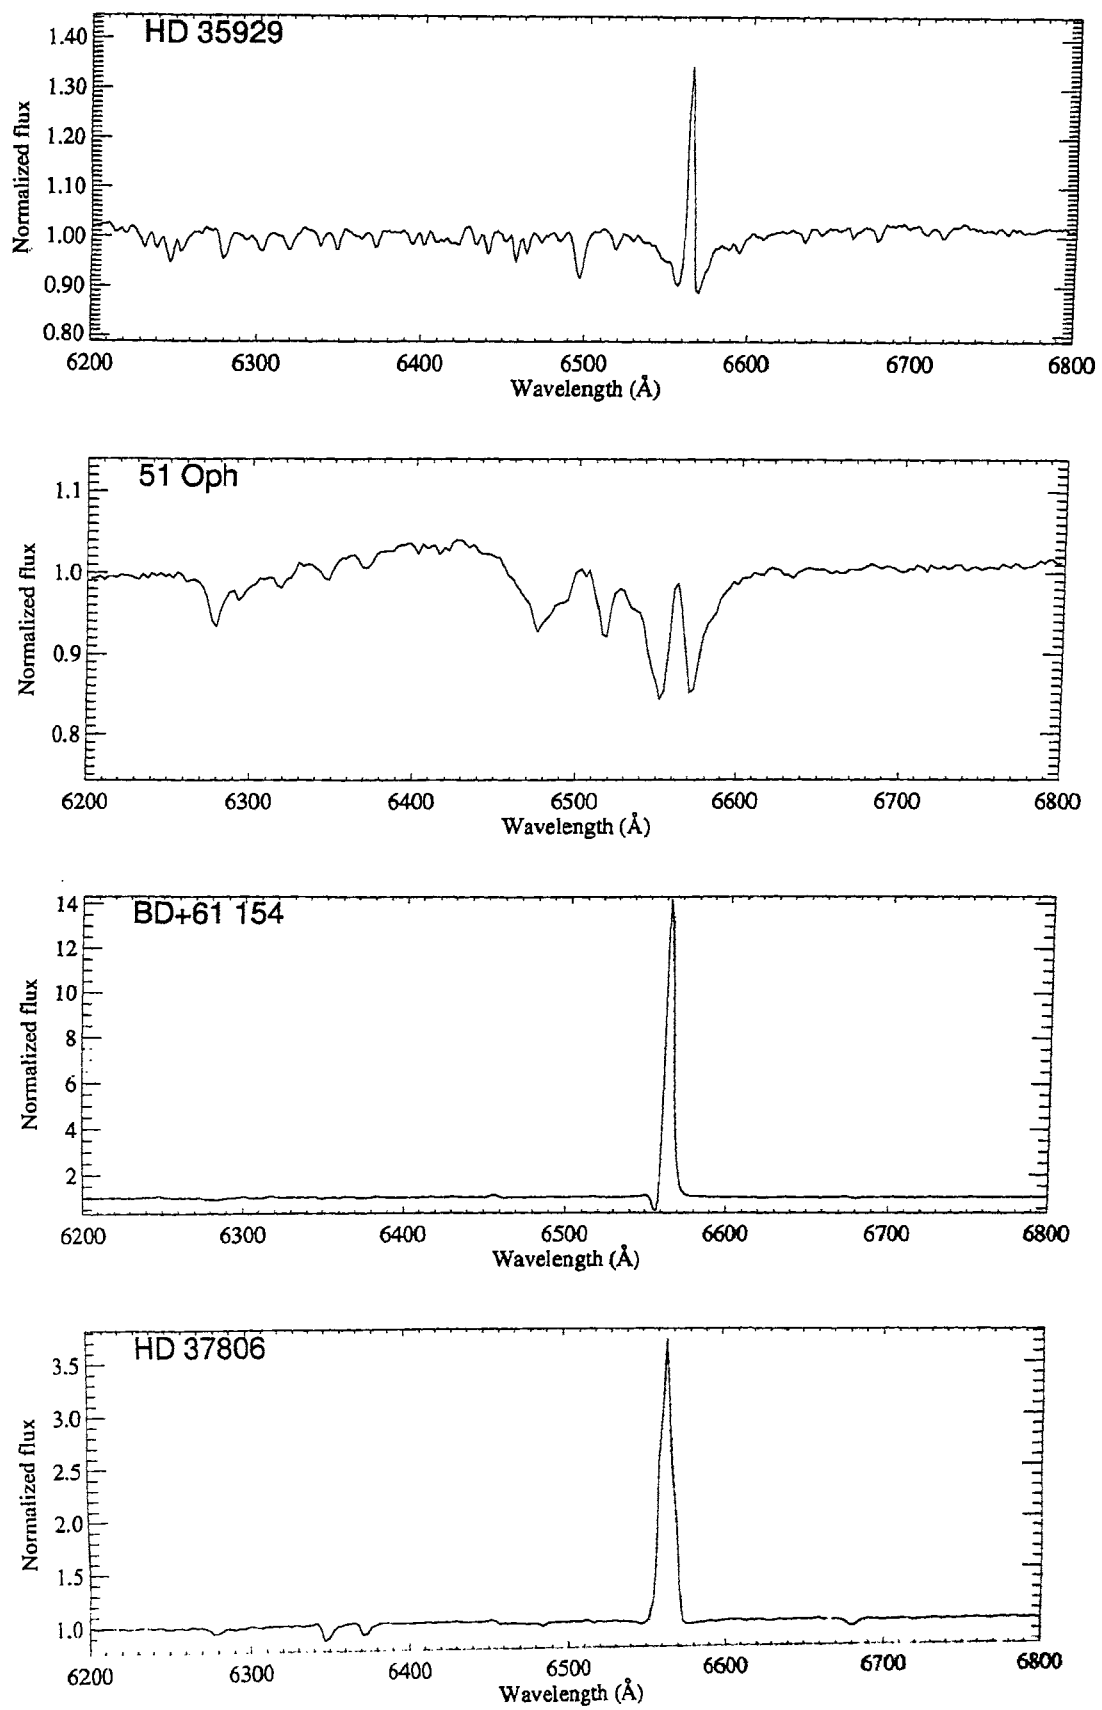 HD 35929
1.40
1.30
1.20
1.10
1.00
0.90
0.80
Normalized flux
6200 6300 6400 6500 6600 6700 6800
Wavelength (Å)
51 Oph
1.1
1.0
0.9
0.8
Normalized flux
6200 6300 6400 6500 6600 6700 6800
Wavelength (Å)
BD+61 154
14
12
10
8
6
4
2
Normalized flux
6200 6300 6400 6500 6600 6700 6800
Wavelength (Å)
HD 37806
3.5
3.0
2.5
2.0
1.5
1.0
Normalized flux
6200 6300 6400 6500 6600 6700 6800
Wavelength (Å)